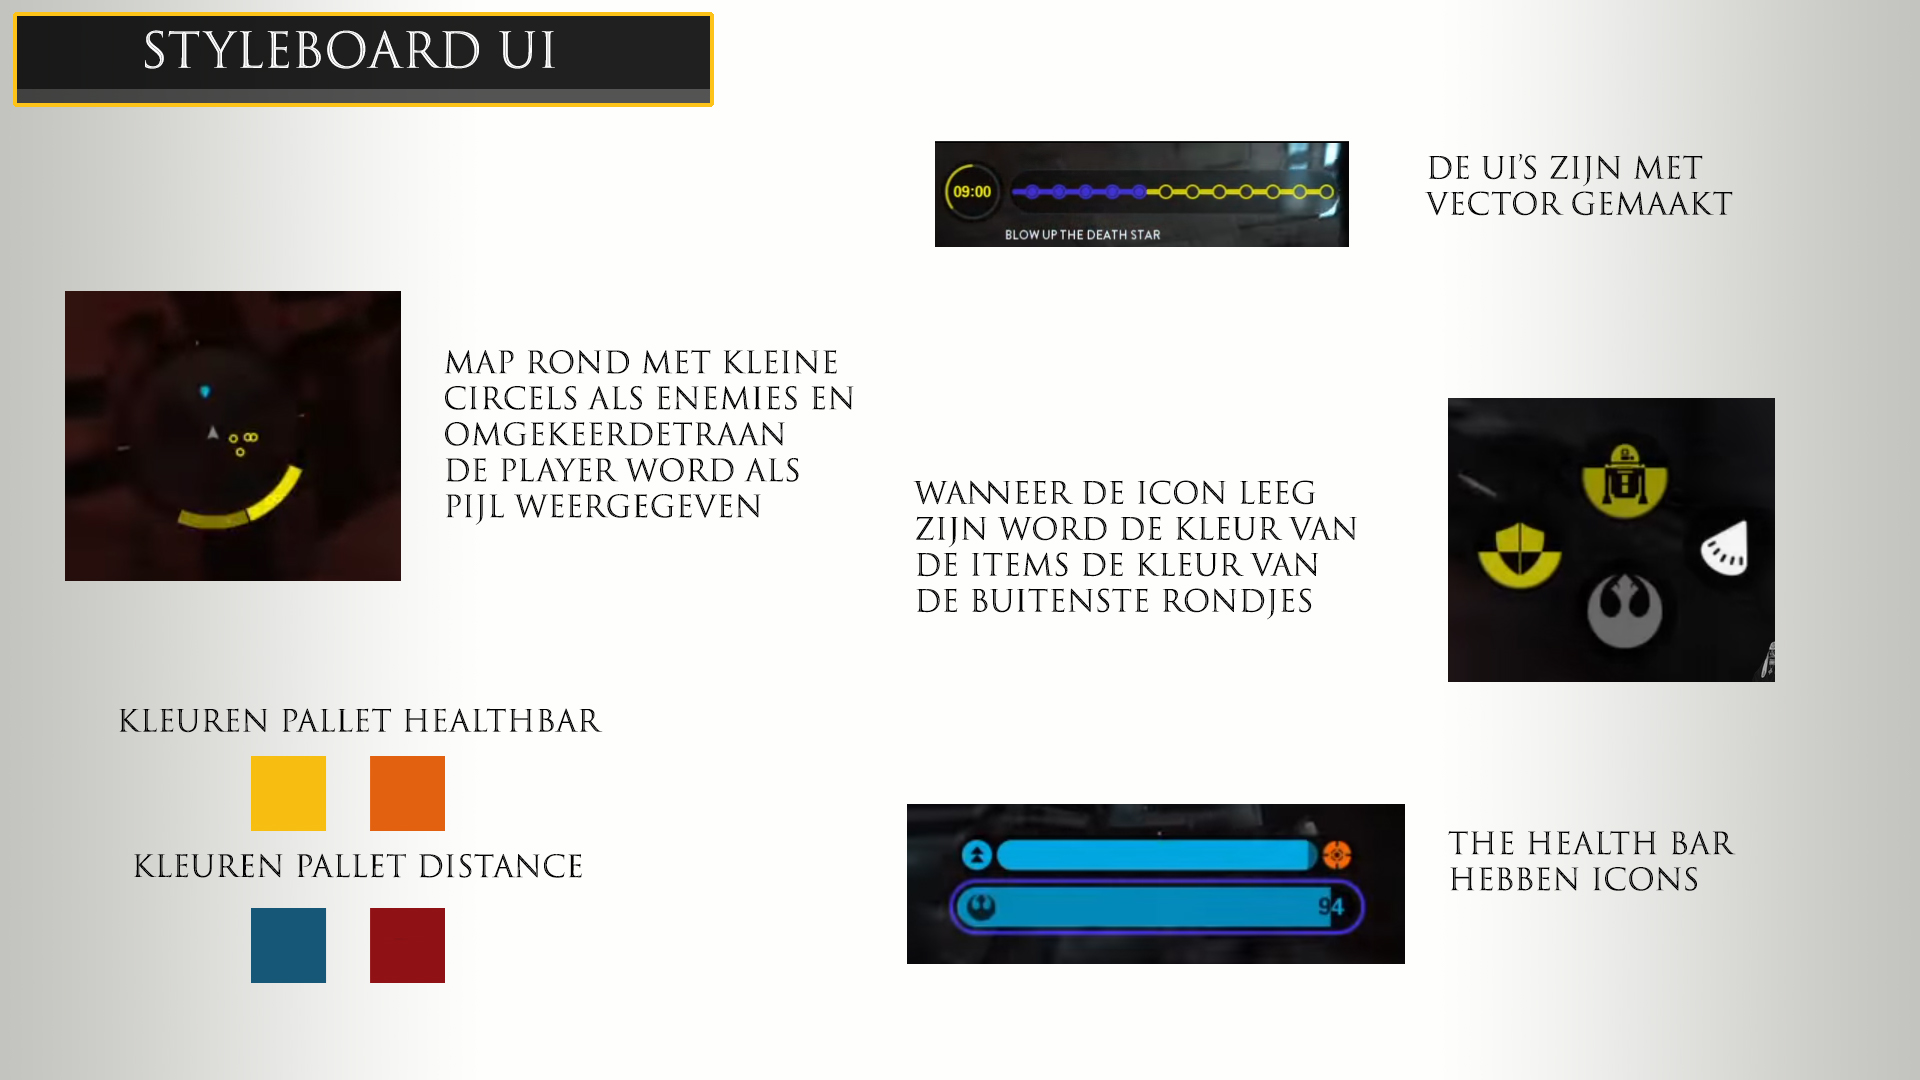 STYLEBOARD UI
09:00
BLOW UP THE DEATH STAR
DE UI'S ZIJN MET
VECTOR GEMAAKT
MAP ROND MET KLEINE
CIRCELS ALS ENEMIES EN
OMGEKEERDETRAAN
DE PLAYER WORD ALS
PIJL WEERGEGEVEN
WANNEER DE ICON LEEG
ZIJN WORD DE KLEUR VAN
DE ITEMS DE KLEUR VAN
DE BUITENSTE RONDJES
KLEUREN PALLET HEALTHBAR
KLEUREN PALLET DISTANCE
94
THE HEALTH BAR
HEBBEN ICONS